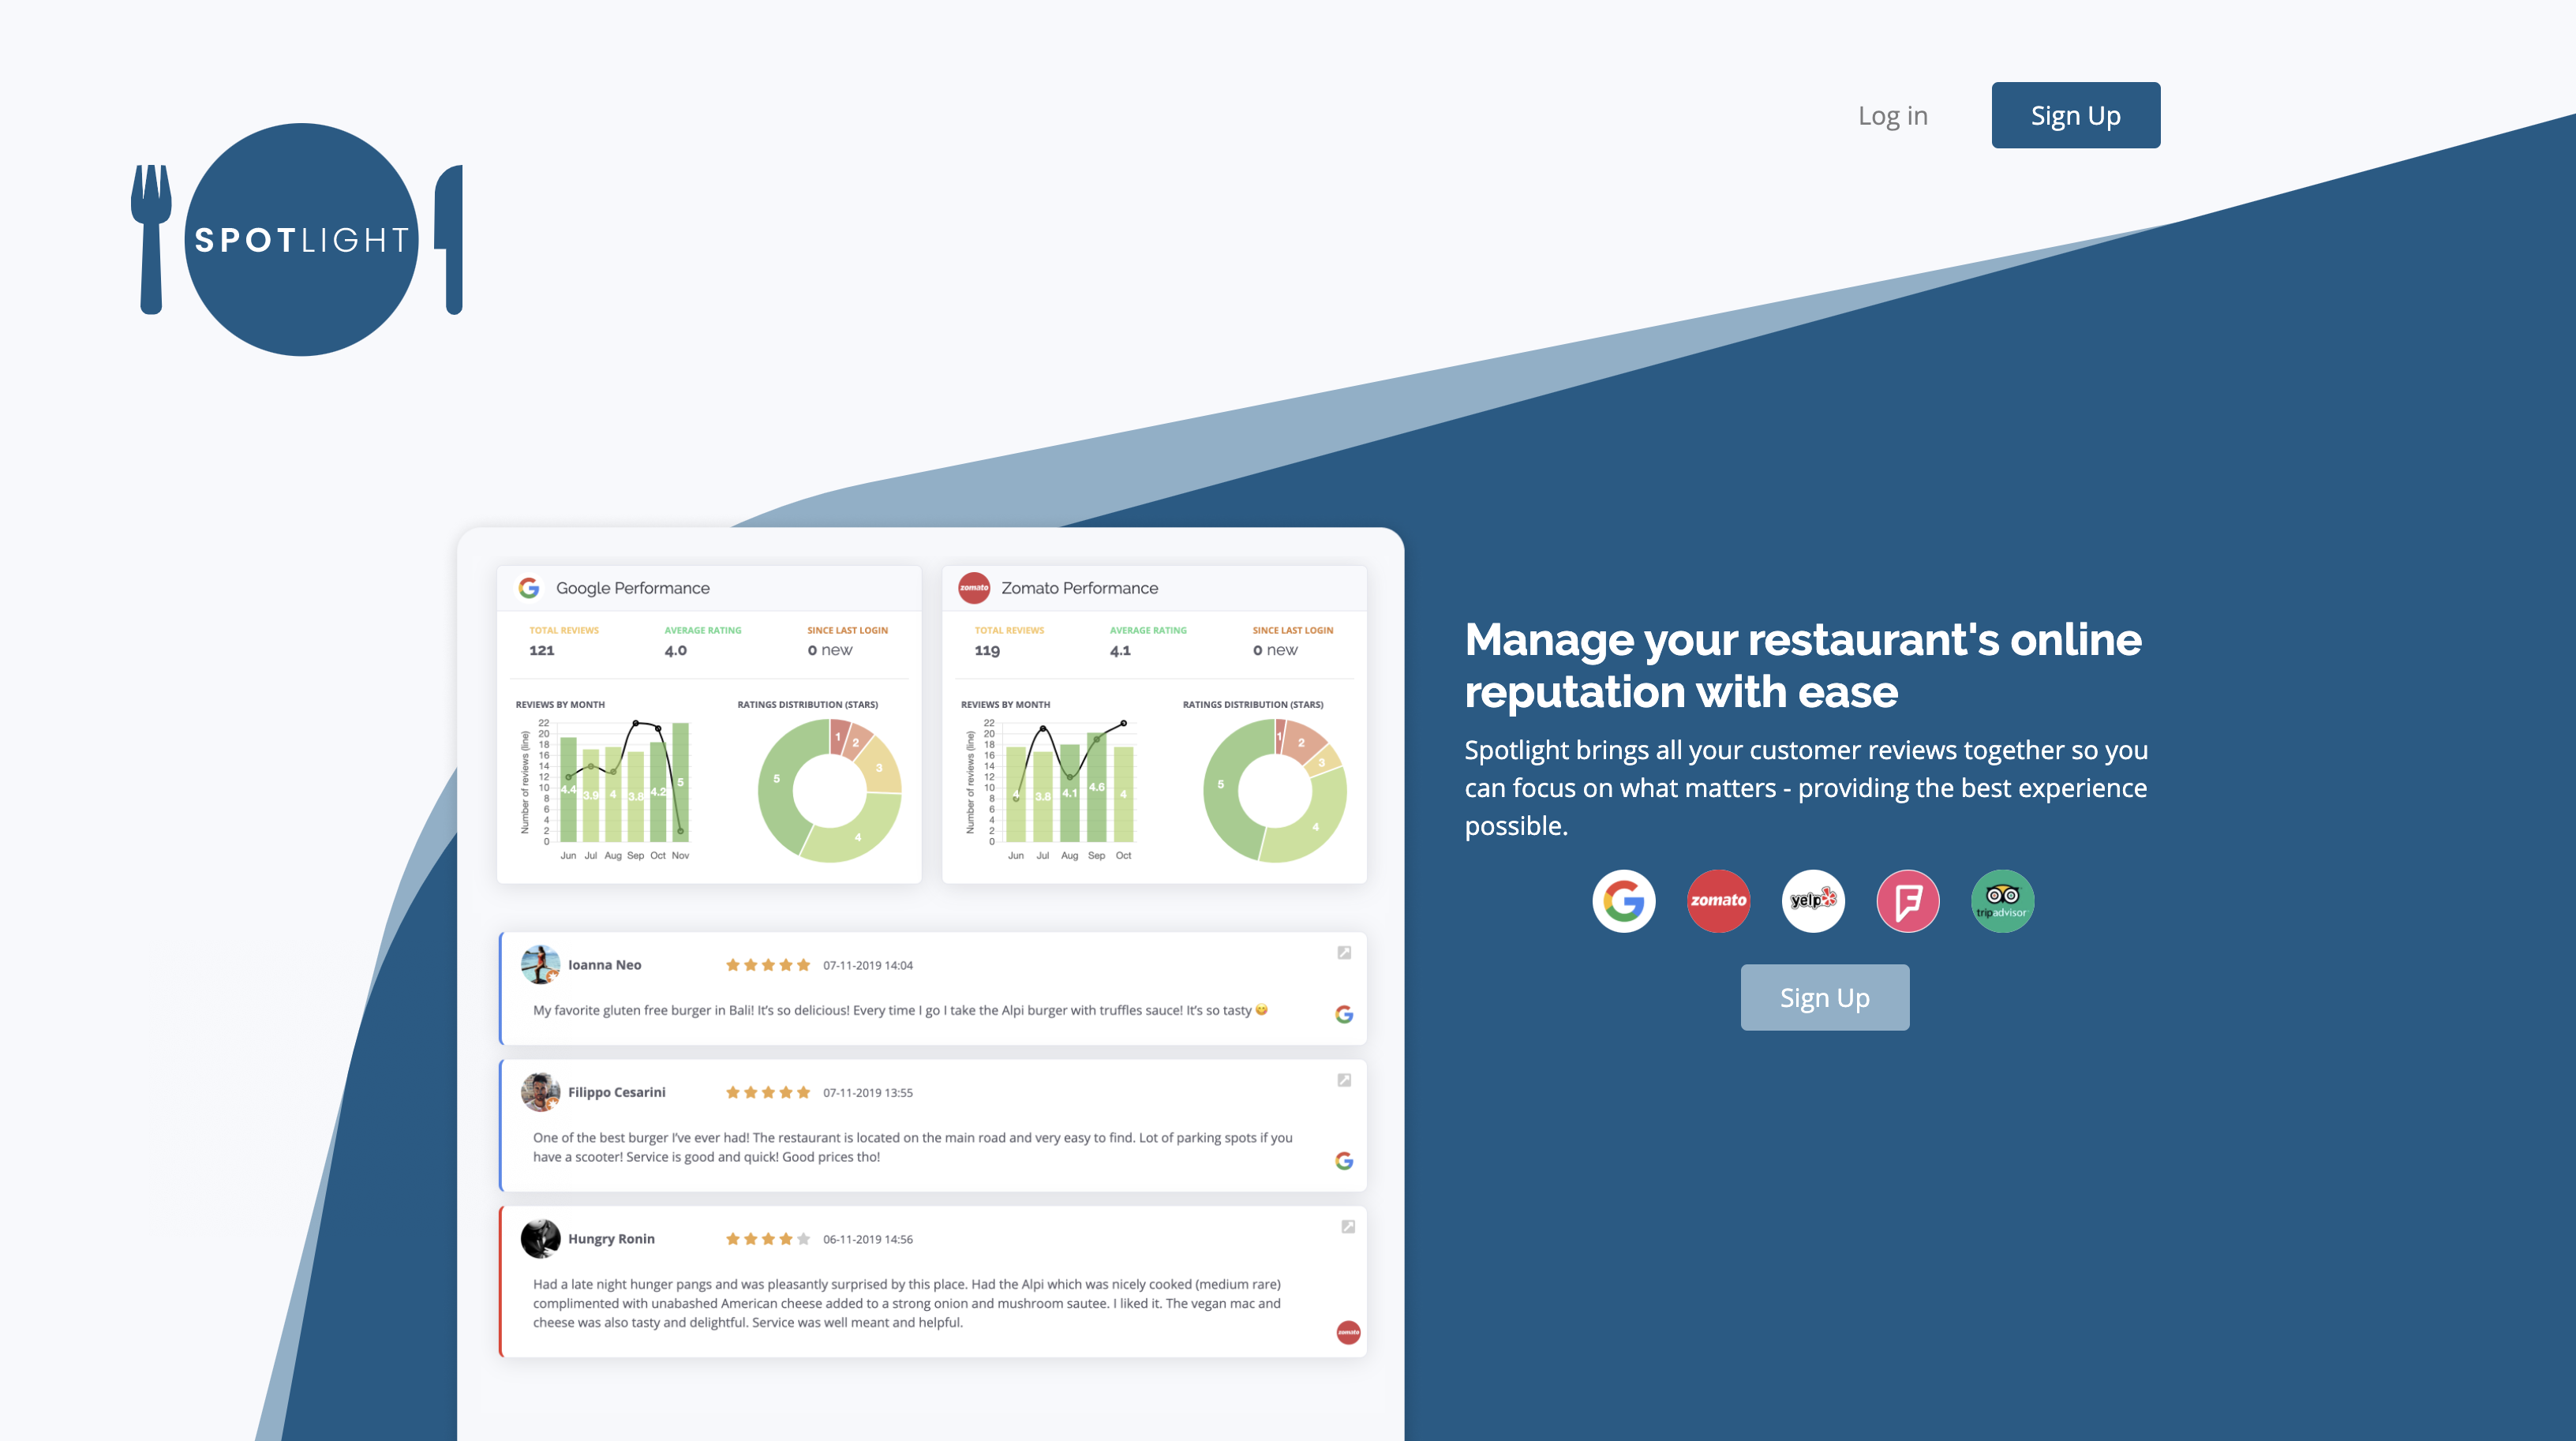 Log in
Sign Up
SPOTLIGHT
Google Performance
TOTAL REVIEWS AVERAGE RATING SINCE LAST LOGIN
121 4.0 0 new
REVIEWS BY MONTH RATINGS DISTRIBUTION (STARS)
Number of reviews (line)
22
20
18
16
14
12
10
8
6
4
2
0
4.4 3.9 4 3.8 4.2 5
Jun Jul Aug Sep Oct Nov
1
2
3
4
5
zomato Zomato Performance
TOTAL REVIEWS AVERAGE RATING SINCE LAST LOGIN
119 4.1 0 new
REVIEWS BY MONTH RATINGS DISTRIBUTION (STARS)
Number of reviews (line)
22
20
18
16
14
12
10
8
6
4
2
0
4 3.8 4.1 4.6 4
Jun Jul Aug Sep Oct
1
2
3
4
5
Ioanna Neo 07-11-2019 14:04
My favorite gluten free burger in Bali! It's so delicious! Every time I go I take the Alpi burger with truffles sauce! It's so tasty 😋
Filippo Cesarini 07-11-2019 13:55
One of the best burger I've ever had! The restaurant is located on the main road and very easy to find. Lot of parking spots if you
have a scooter! Service is good and quick! Good prices tho!
Hungry Ronin 06-11-2019 14:56
Had a late night hunger pangs and was pleasantly surprised by this place. Had the Alpi which was nicely cooked (medium rare)
complimented with unabashed American cheese added to a strong onion and mushroom sautee. I liked it. The vegan mac and
cheese was also tasty and delightful. Service was well meant and helpful.
zomato
Manage your restaurant's online
reputation with ease
Spotlight brings all your customer reviews together so you
can focus on what matters - providing the best experience
possible.
zomato yelp tripadvisor
Sign Up